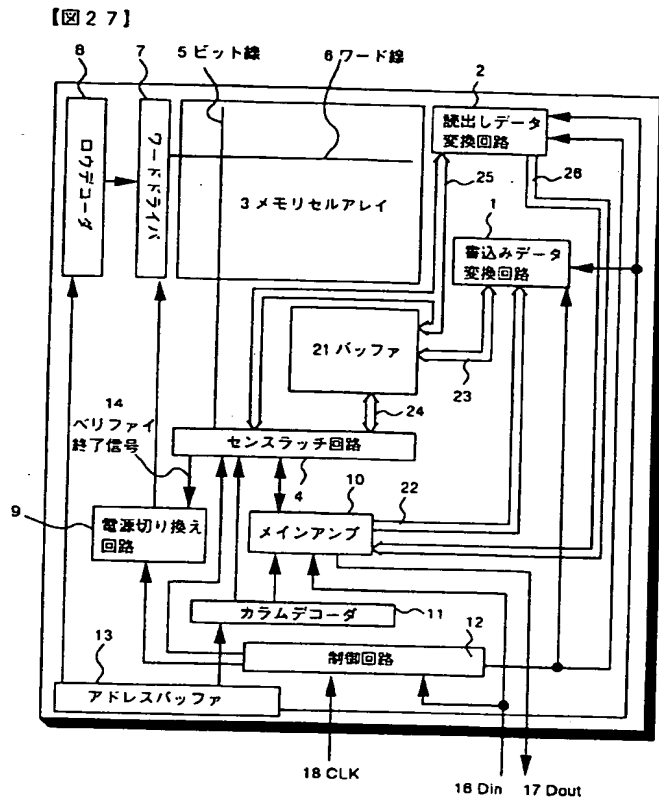 【図27】
8
7
5 ビット線
6 ワード線
2
ロウデコーダ
ワードドライバ
読出しデータ
変換回路
25
26
3 メモリセルアレイ
1
書込みデータ
変換回路
21 バッファ
23
24
14
ベリファイ
終了信号
センスラッチ回路
4
10
22
9
電源切り換え
回路
メインアンプ
カラムデコーダ
11
12
制御回路
13
アドレスバッファ
18 CLK
16 Din
17 Dout